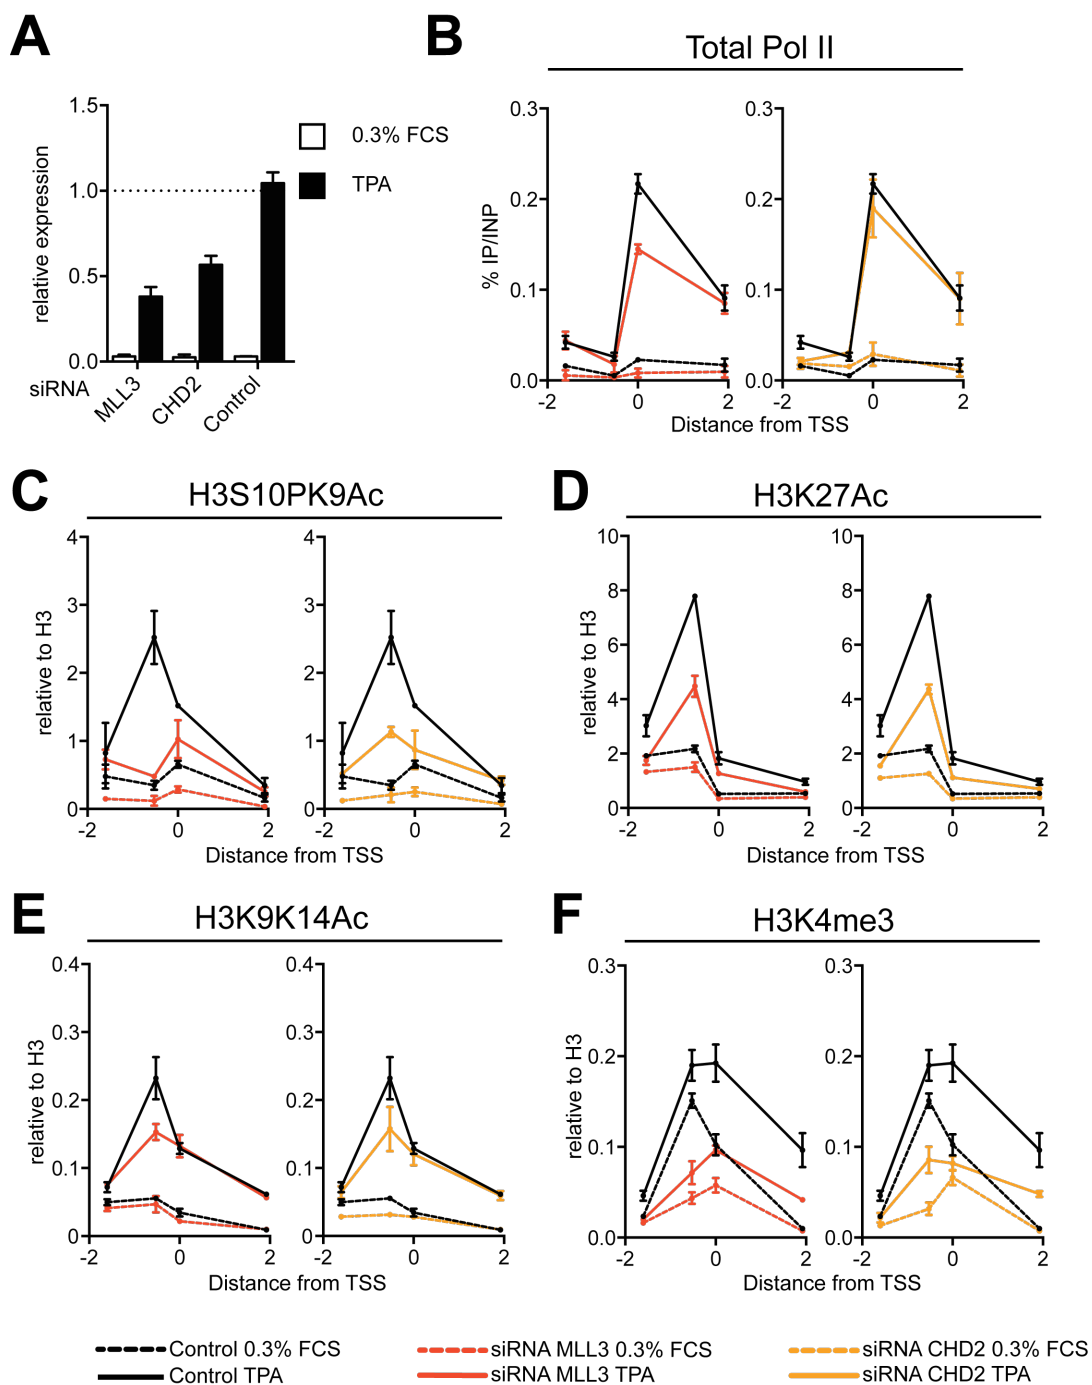 A
1.5
1.0
0.5
0.0
relative expression
0.3% FCS
TPA
siRNA
MLL3
CHD2
Control
B
Total Pol II
0.3
0.2
0.1
0.0
% IP/INP
-2
0
2
0.3
0.2
0.1
0.0
-2
0
2
Distance from TSS
C
H3S10PK9Ac
4
3
2
1
0
relative to H3
-2
0
2
4
3
2
1
0
-2
0
2
Distance from TSS
D
H3K27Ac
10
8
6
4
2
0
relative to H3
-2
0
2
10
8
6
4
2
0
-2
0
2
Distance from TSS
E
H3K9K14Ac
0.4
0.3
0.2
0.1
0
relative to H3
-2
0
2
0.4
0.3
0.2
0.1
0
-2
0
2
Distance from TSS
F
H3K4me3
0.3
0.2
0.1
0.0
relative to H3
-2
0
2
0.3
0.2
0.1
0.0
-2
0
2
Distance from TSS
Control 0.3% FCS
Control TPA
siRNA MLL3 0.3% FCS
siRNA MLL3 TPA
siRNA CHD2 0.3% FCS
siRNA CHD2 TPA